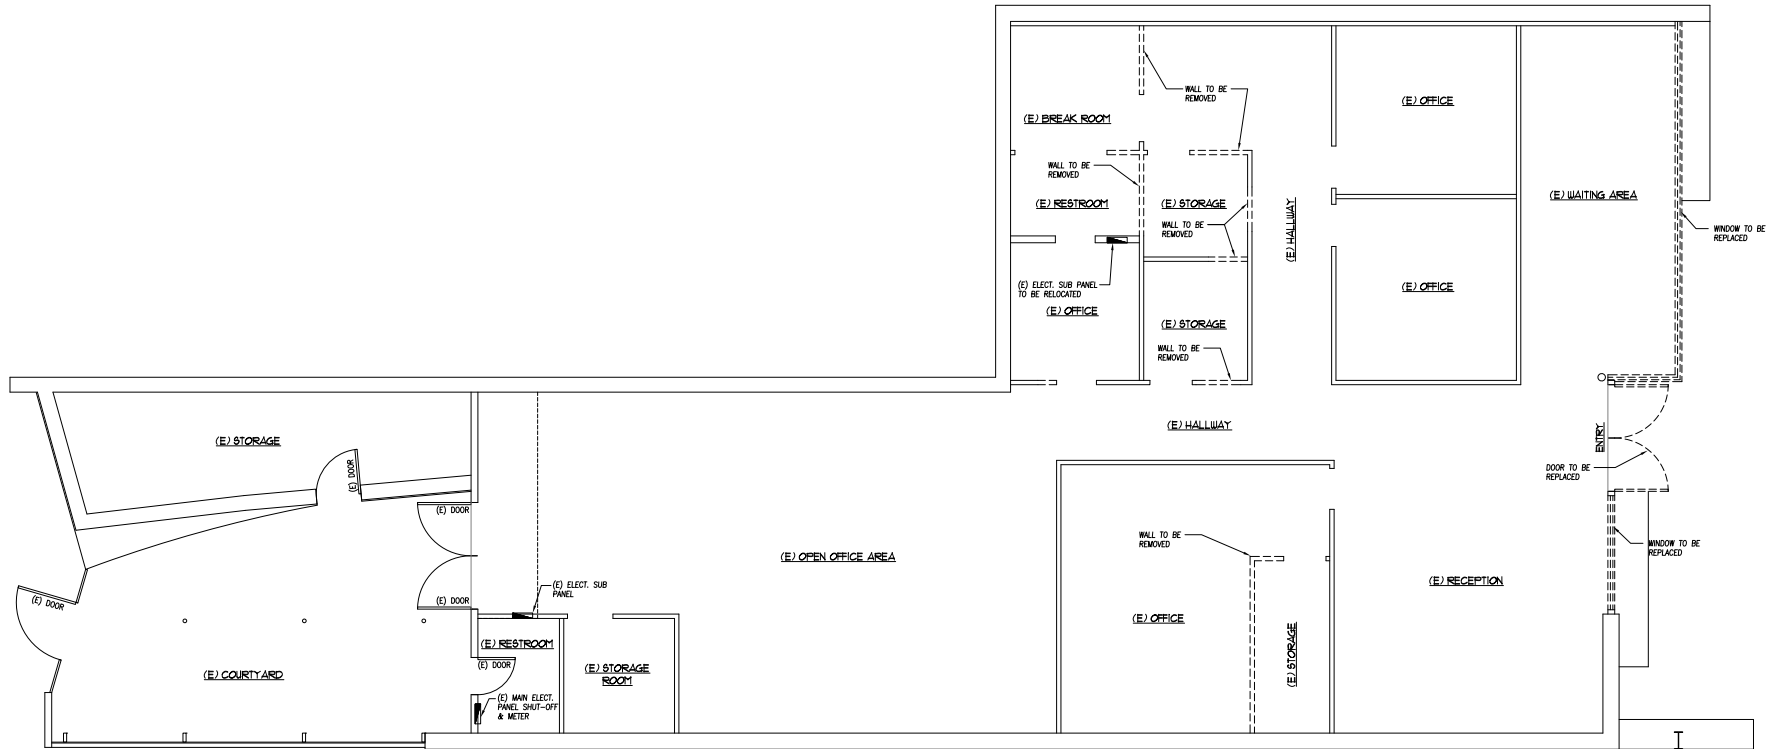 WALL TO BE
REMOVED
(E) OFFICE
(E) BREAK ROOM
WALL TO BE
REMOVED
(E) RESTROOM
(E) STORAGE
WALL TO BE
REMOVED
(E) HALLWAY
(E) WAITING AREA
WINDOW TO BE
REPLACED
(E) ELECT. SUB PANEL
TO BE RELOCATED
(E) OFFICE
(E) OFFICE
(E) STORAGE
WALL TO BE
REMOVED
(E) STORAGE
(E) DOOR
(E) HALLWAY
ENTRY
DOOR TO BE
REPLACED
(E) DOOR
WALL TO BE
REMOVED
WINDOW TO BE
REPLACED
(E) OPEN OFFICE AREA
(E) RECEPTION
(E) ELECT. SUB
PANEL
(E) DOOR
(E) DOOR
(E) OFFICE
(E) RESTROOM
(E) STORAGE
(E) DOOR
(E) STORAGE
ROOM
(E) COURTYARD
(E) MAIN ELECT.
PANEL SHUT-OFF
& METER